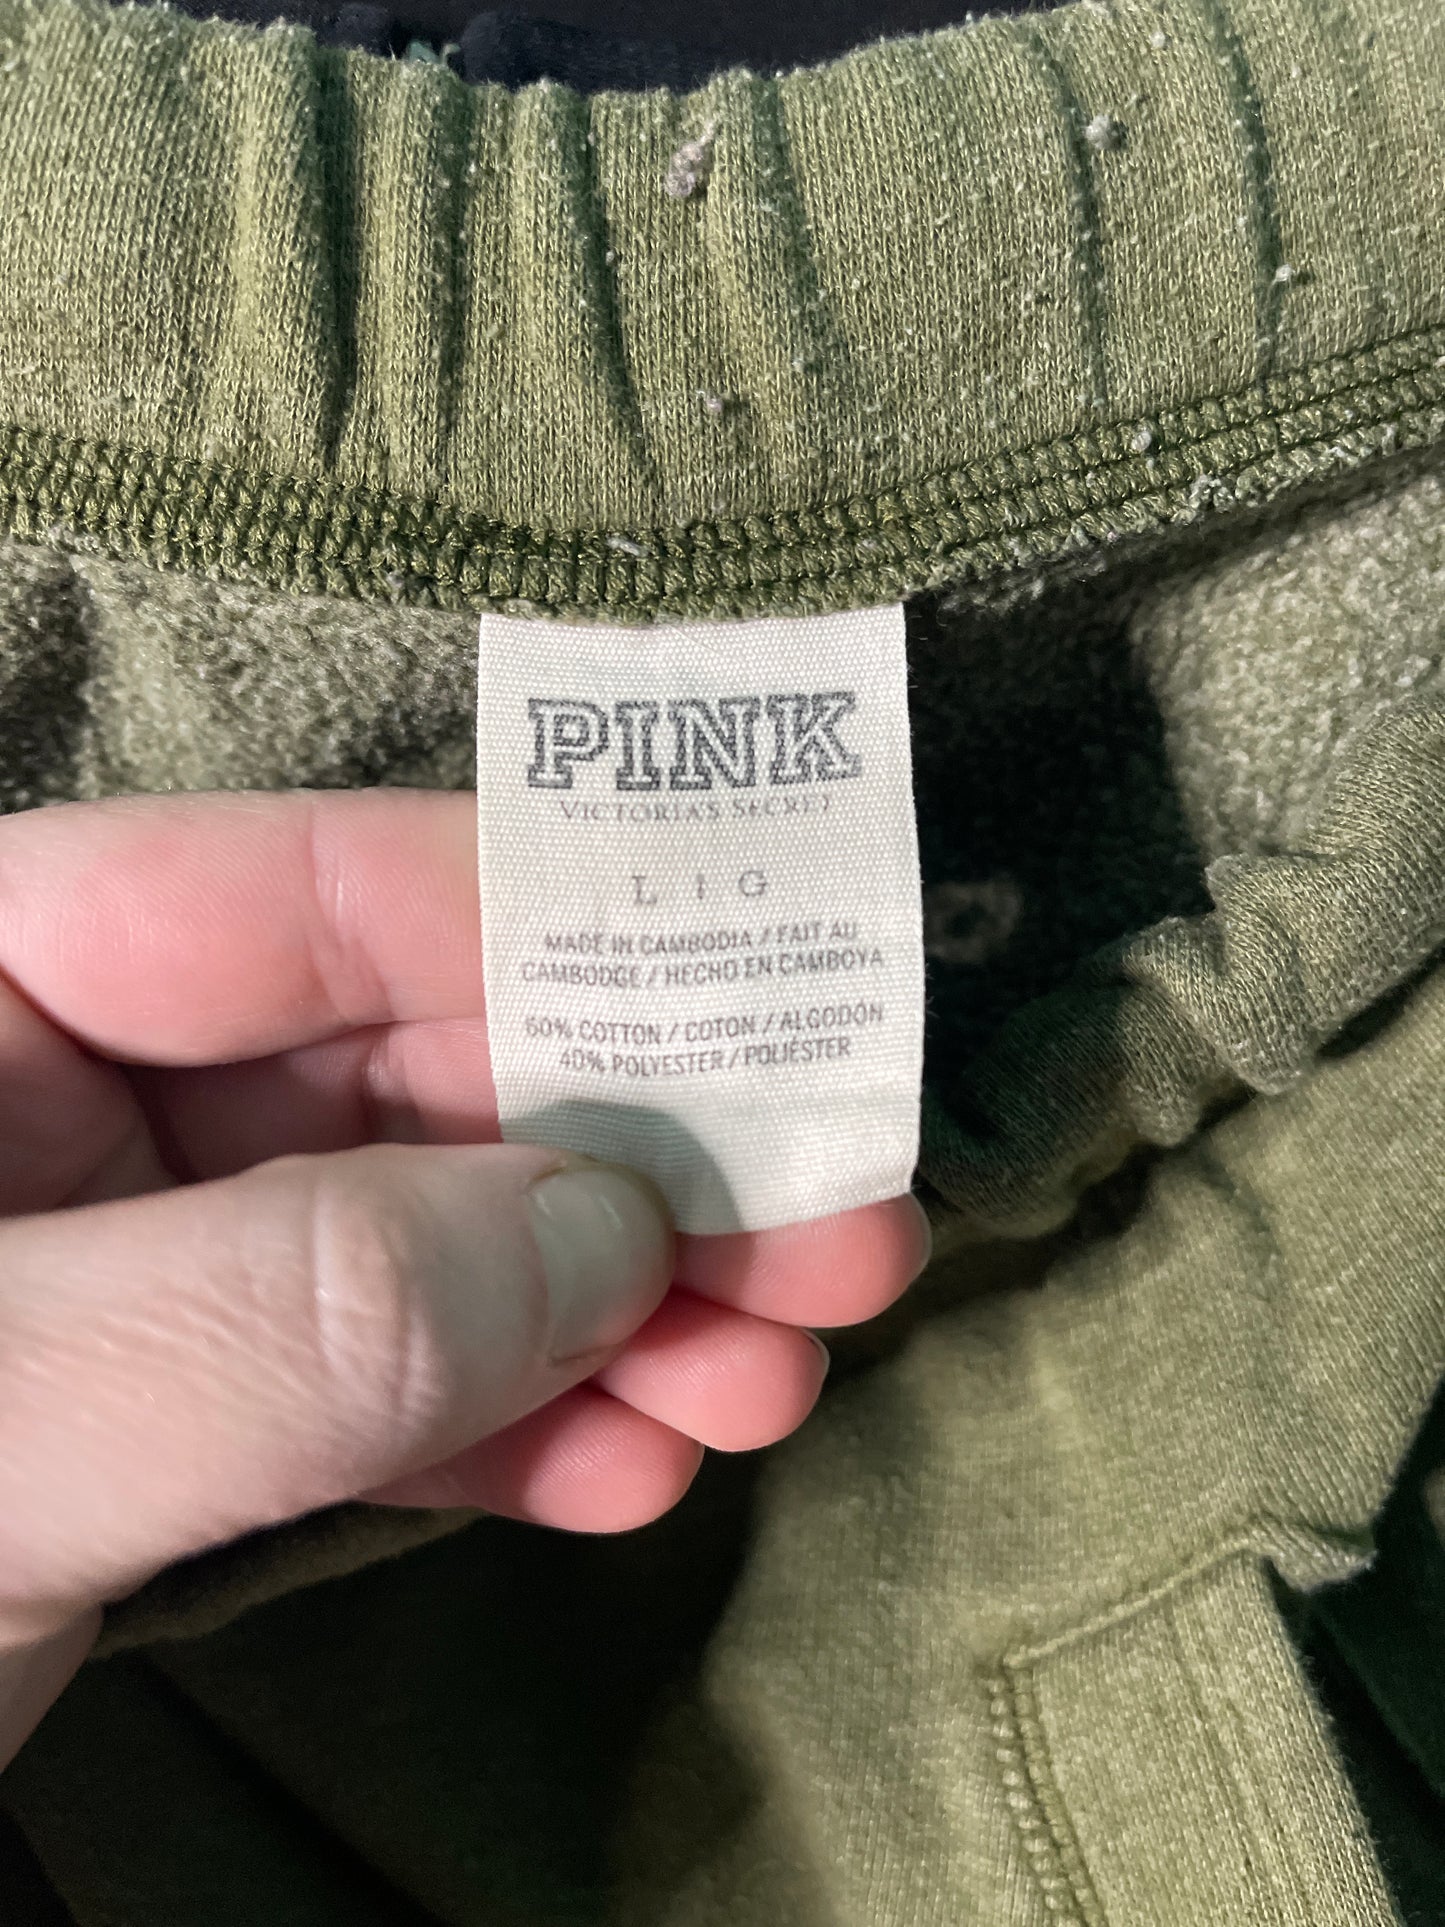 PINK
VICTORIA'S SECRET
L I G
MADE IN CAMBODIA / FAIT AU
CAMBODGE / HECHO EN CAMBOYA
60% COTTON / COTON / ALGODÓN
40% POLYESTER / POLIÉSTER